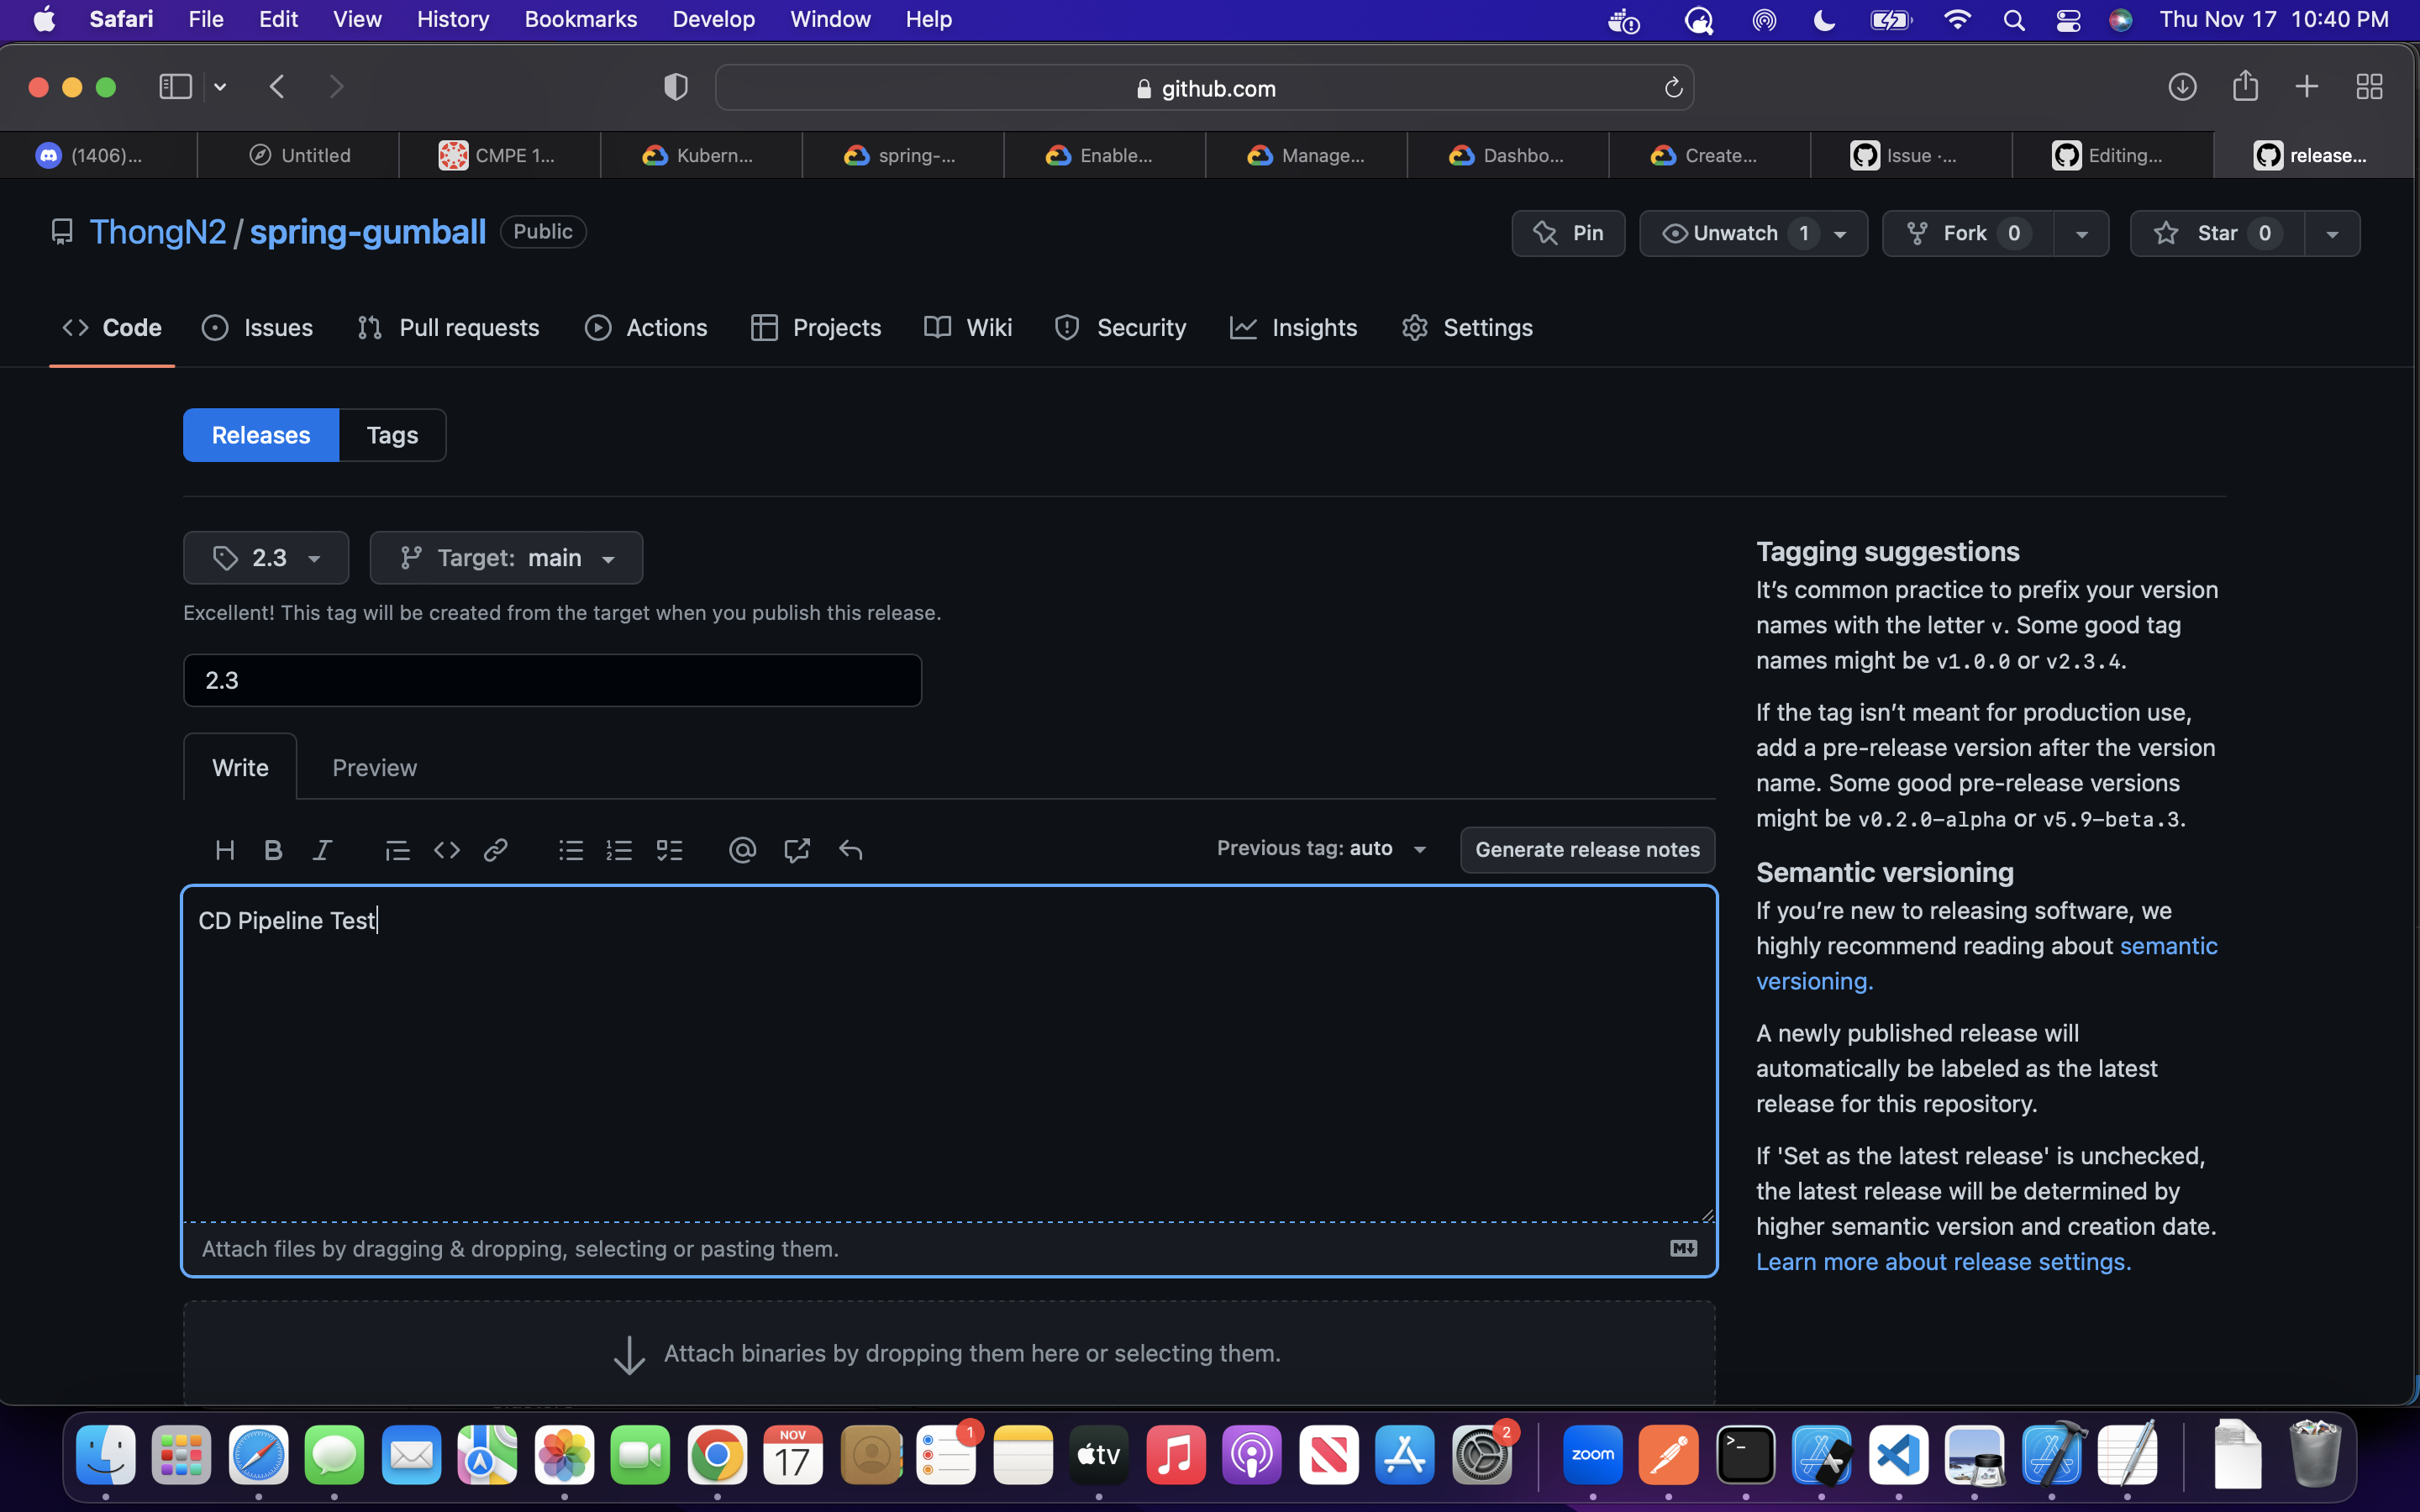 Safari File Edit View History Bookmarks Develop Window Help Thu Nov 17 10:40 PM
github.com
(1406)... Untitled CMPE 1... Kubern... spring-... Enable... Manage... Dashbo... Create... Issue ·... Editing... release...
ThongN2 / spring-gumball Public Pin Unwatch 1 Fork 0 Star 0
Code Issues Pull requests Actions Projects Wiki Security Insights Settings
Releases Tags
2.3 Target: main
Excellent! This tag will be created from the target when you publish this release.
2.3
Write Preview
H B I Previous tag: auto Generate release notes
CD Pipeline Test
Attach files by dragging & dropping, selecting or pasting them.
Attach binaries by dropping them here or selecting them.
Tagging suggestions
It’s common practice to prefix your version
names with the letter v. Some good tag
names might be v1.0.0 or v2.3.4.
If the tag isn’t meant for production use,
add a pre-release version after the version
name. Some good pre-release versions
might be v0.2.0-alpha or v5.9-beta.3.
Semantic versioning
If you’re new to releasing software, we
highly recommend reading about semantic
versioning.
A newly published release will
automatically be labeled as the latest
release for this repository.
If 'Set as the latest release' is unchecked,
the latest release will be determined by
higher semantic version and creation date.
Learn more about release settings.
NOV
17
1
tv
2
zoom